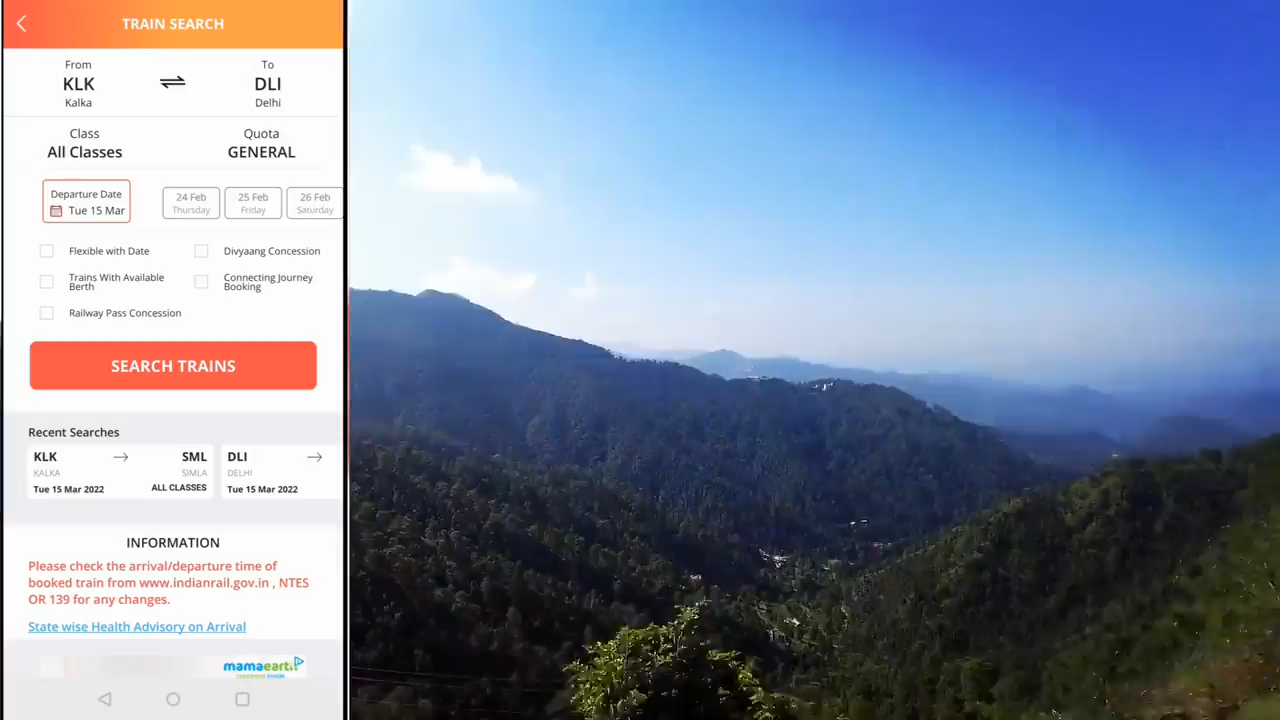 TRAIN SEARCH
From
To
KLK
DLI
Kalka
Delhi
Class
Quota
All Classes
GENERAL
Departure Date
Tue 15 Mar
24 Feb
Thursday
25 Feb
Friday
26 Feb
Saturday
Flexible with Date
Divyaang Concession
Trains With Available
Berth
Connecting Journey
Booking
Railway Pass Concession
SEARCH TRAINS
Recent Searches
KLK
SML
KALKA
SIMLA
Tue 15 Mar 2022
ALL CLASSES
DLI
DELHI
Tue 15 Mar 2022
INFORMATION
Please check the arrival/departure time of
booked train from www.indianrail.gov.in , NTES
OR 139 for any changes.
State wise Health Advisory on Arrival
mamaearth
goodness inside